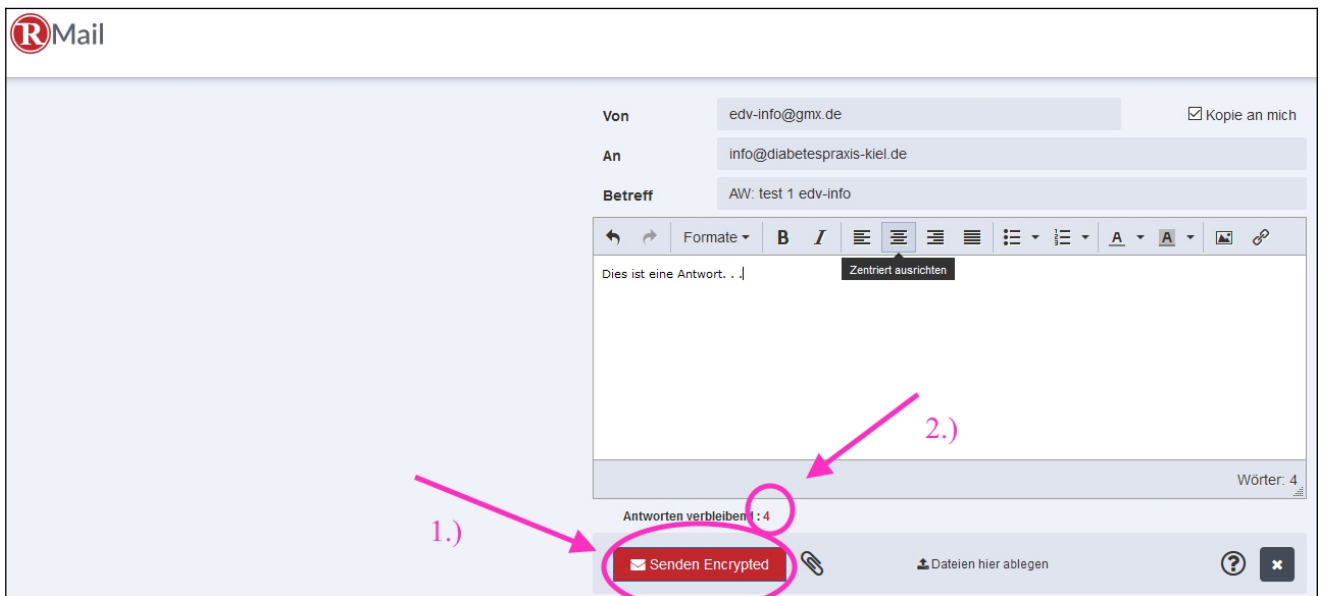 RMail
Von edv-info@gmx.de Kopie an mich
An info@diabetespraxis-kiel.de
Betreff AW: test 1 edv-info
Formate B I A A
Dies ist eine Antwort. . .
Zentriert ausrichten
2.)
Wörter: 4
Antworten verbleibend : 4
1.)
Senden Encrypted Dateien hier ablegen ? ×